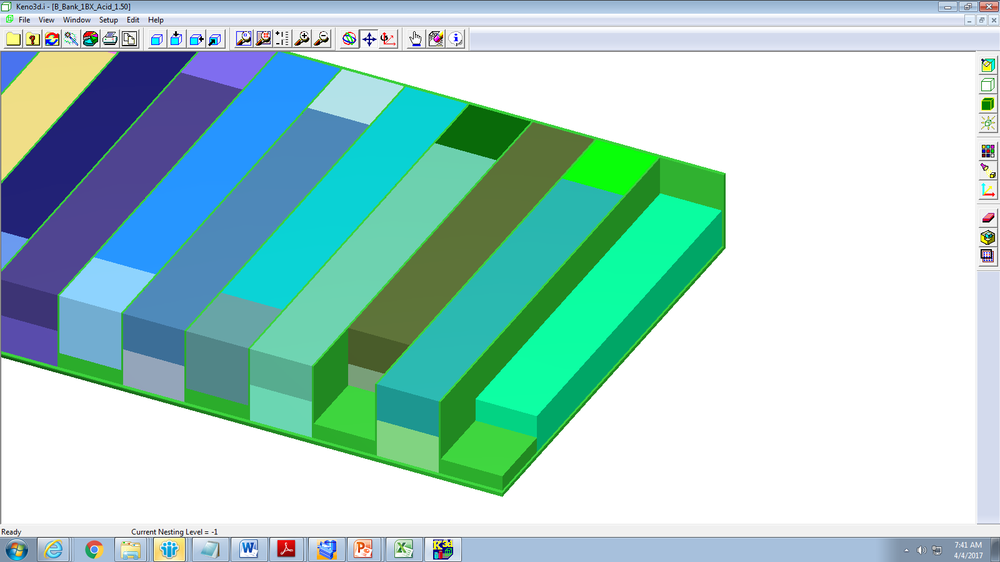 Keno3d.i - [B_Bank_1BX_Acid_1.50]
File View Window Setup Edit Help
Ready Current Nesting Level = -1
7:41 AM
4/4/2017